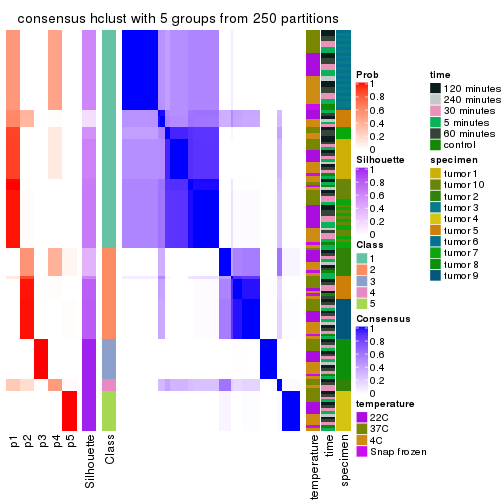 consensus hclust with 5 groups from 250 partitions
p1
p2
p3
p4
p5
Silhouette
Class
temperature
time
specimen
Prob
1
0.8
0.6
0.4
0.2
0
Silhouette
1
0.8
0.6
0.4
0.2
0
Class
1
2
3
4
5
Consensus
1
0.8
0.6
0.4
0.2
0
temperature
22C
37C
4C
Snap frozen
time
120 minutes
240 minutes
30 minutes
5 minutes
60 minutes
control
specimen
tumor 1
tumor 10
tumor 2
tumor 3
tumor 4
tumor 5
tumor 6
tumor 7
tumor 8
tumor 9